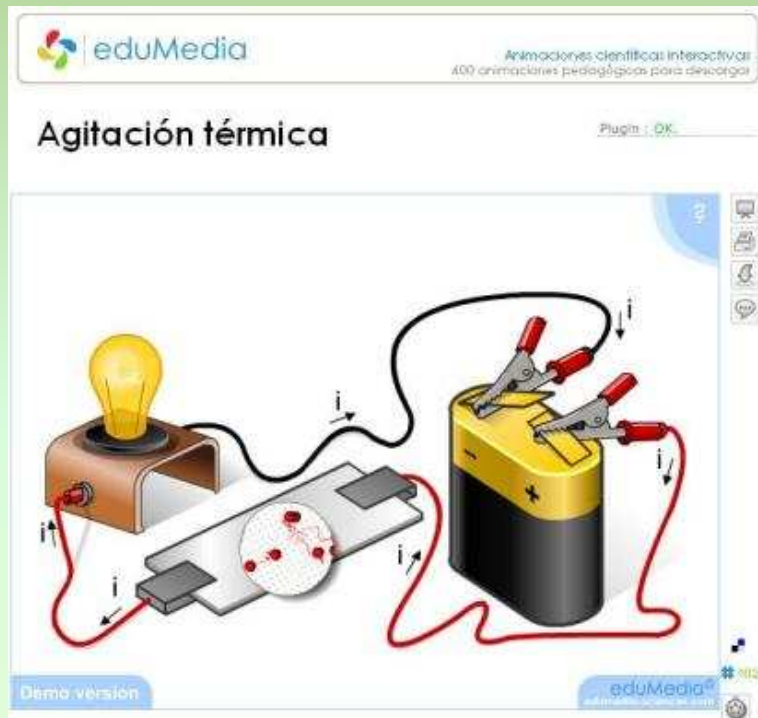 eduMedia
Animaciones científicas interactivas
400 animaciones pedagógicas para descargar
Agitación térmica
Plugin : OK.
i
i
-
+
i
i
i
i
Demo version
eduMedia©